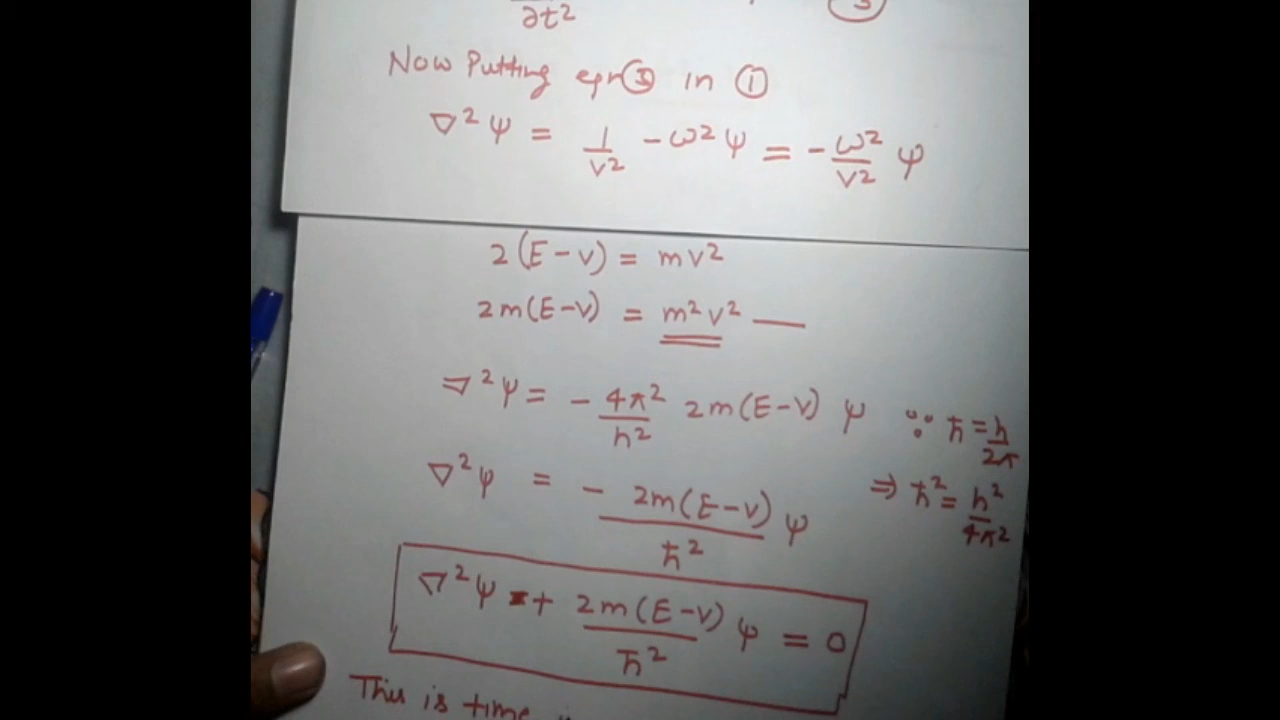 ∂t²
③
Now Putting eqn③ in ①
∇²ψ = 1/v² -ω²ψ = -ω²/v² ψ
2(E-V) = mv²
2m(E-V) = m²v² —
∇²ψ = - 4π²/h² 2m(E-V) ψ ∵ ħ = h/2π
∇²ψ = - 2m(E-V)/ħ² ψ ⇒ ħ² = h²/4π²
∇²ψ + 2m(E-V)/ħ² ψ = 0
This is time